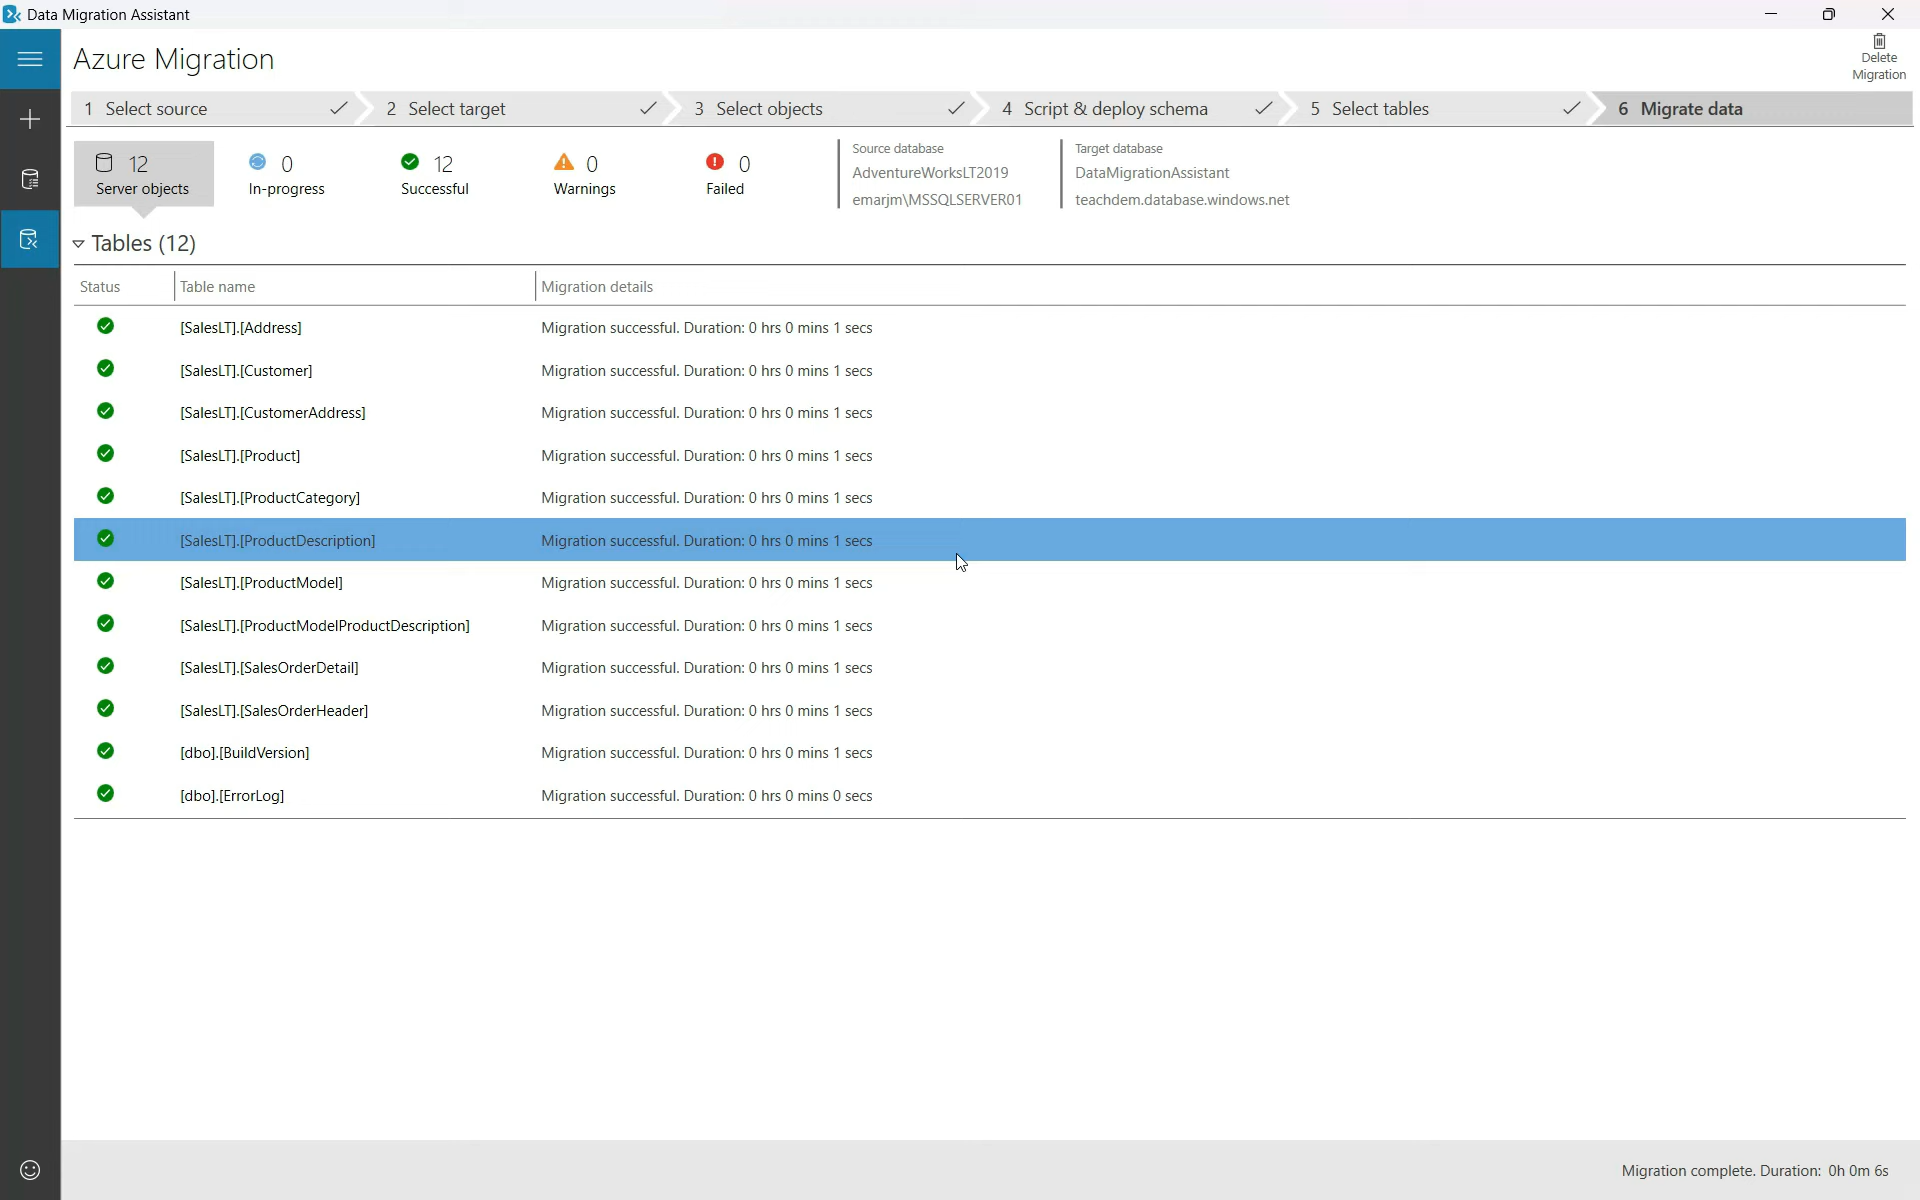 Data Migration Assistant
Azure Migration
Delete
Migration
1 Select source
2 Select target
3 Select objects
4 Script & deploy schema
5 Select tables
6 Migrate data
12
Server objects
0
In-progress
12
Successful
0
Warnings
0
Failed
Source database
AdventureWorksLT2019
emarjm\MSSQLSERVER01
Target database
DataMigrationAssistant
teachdem.database.windows.net
Tables (12)
Status Table name Migration details
[SalesLT].[Address] Migration successful. Duration: 0 hrs 0 mins 1 secs
[SalesLT].[Customer] Migration successful. Duration: 0 hrs 0 mins 1 secs
[SalesLT].[CustomerAddress] Migration successful. Duration: 0 hrs 0 mins 1 secs
[SalesLT].[Product] Migration successful. Duration: 0 hrs 0 mins 1 secs
[SalesLT].[ProductCategory] Migration successful. Duration: 0 hrs 0 mins 1 secs
[SalesLT].[ProductDescription] Migration successful. Duration: 0 hrs 0 mins 1 secs
[SalesLT].[ProductModel] Migration successful. Duration: 0 hrs 0 mins 1 secs
[SalesLT].[ProductModelProductDescription] Migration successful. Duration: 0 hrs 0 mins 1 secs
[SalesLT].[SalesOrderDetail] Migration successful. Duration: 0 hrs 0 mins 1 secs
[SalesLT].[SalesOrderHeader] Migration successful. Duration: 0 hrs 0 mins 1 secs
[dbo].[BuildVersion] Migration successful. Duration: 0 hrs 0 mins 1 secs
[dbo].[ErrorLog] Migration successful. Duration: 0 hrs 0 mins 0 secs
Migration complete. Duration: 0h 0m 6s